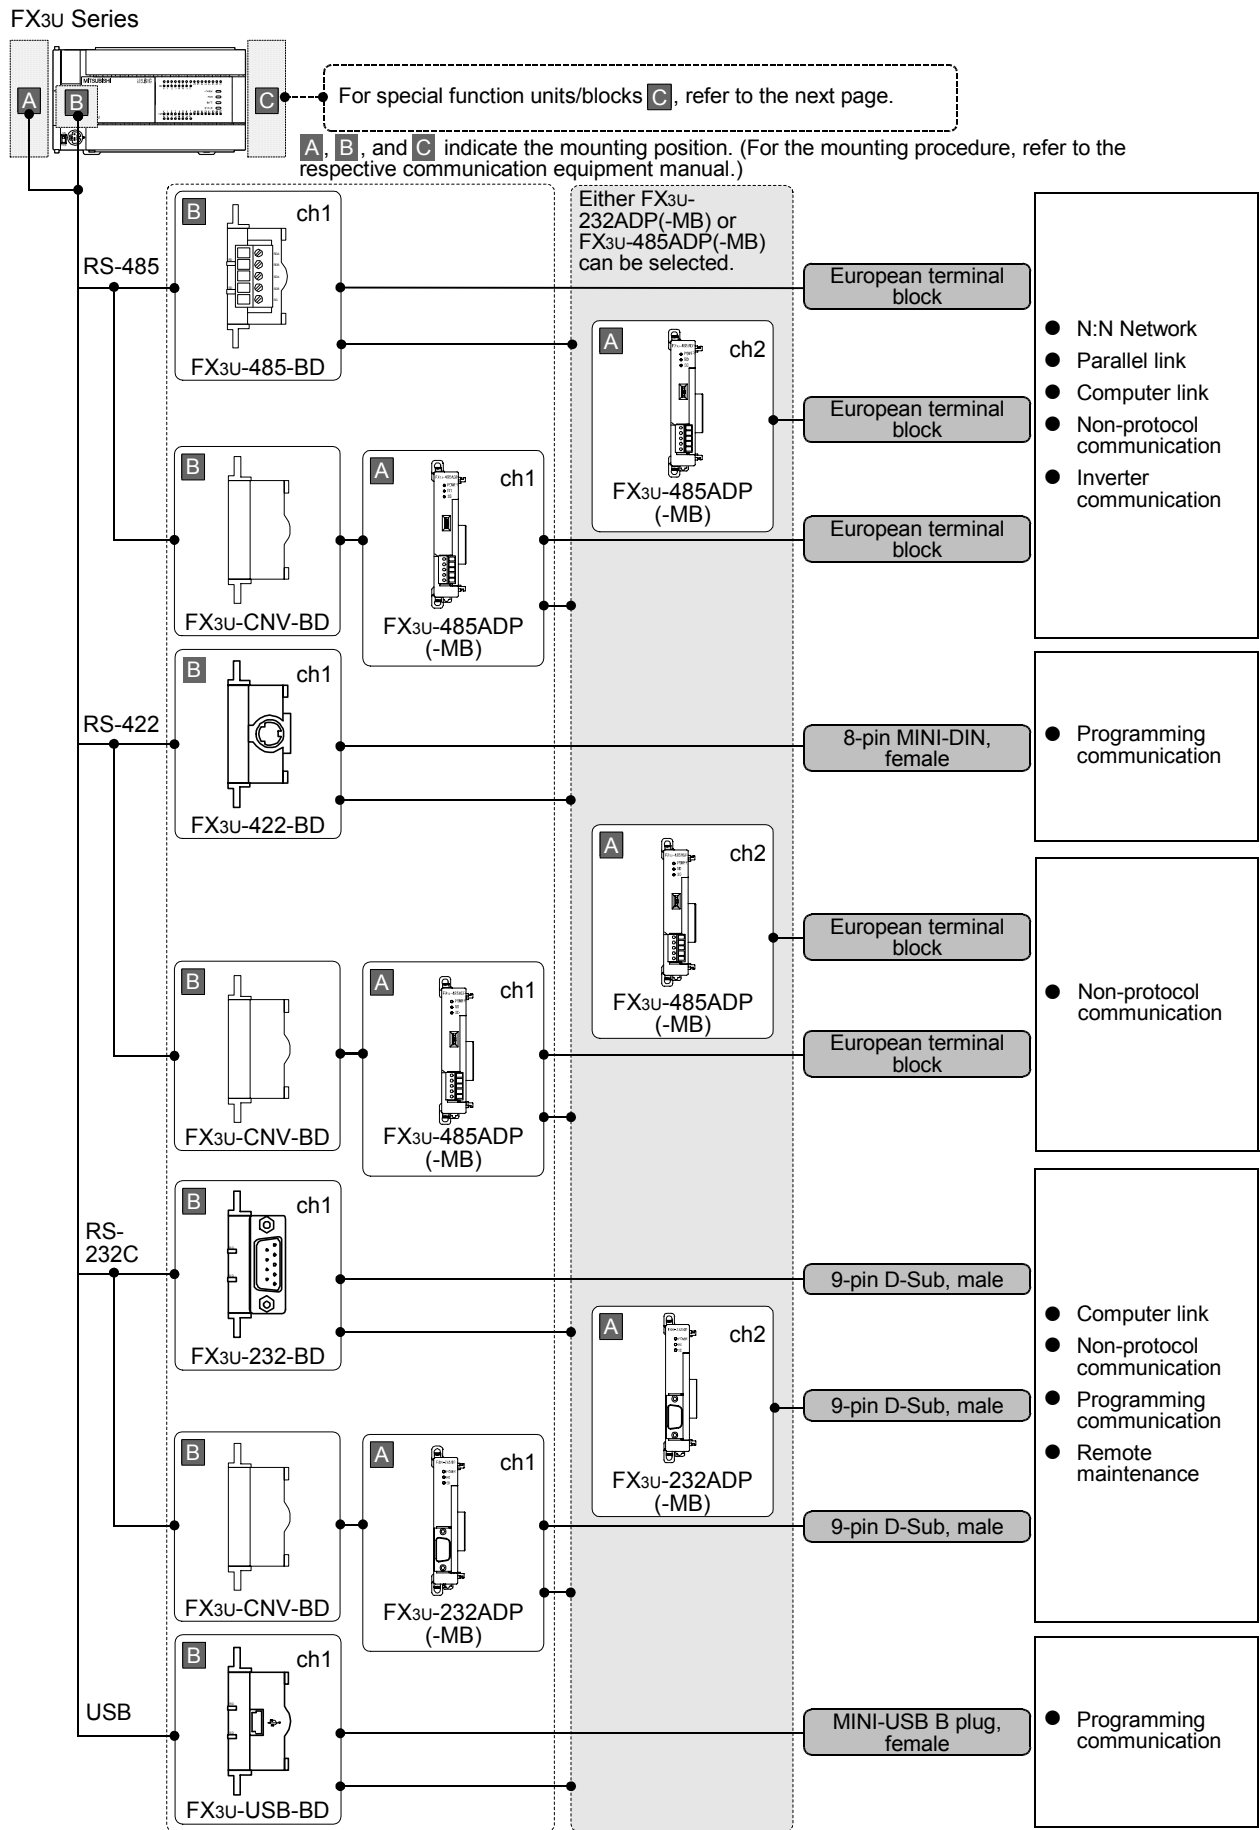 FX3U Series
MITSUBISHI
A
B
C
For special function units/blocks C, refer to the next page.
A, B, and C indicate the mounting position. (For the mounting procedure, refer to the
respective communication equipment manual.)
Either FX3U-
232ADP(-MB) or
FX3U-485ADP(-MB)
can be selected.
RS-485
B
ch1
FX3U-485-BD
European terminal
block
A
ch2
FX3U-485ADP
(-MB)
European terminal
block
B
FX3U-CNV-BD
A
ch1
FX3U-485ADP
(-MB)
European terminal
block
● N:N Network
● Parallel link
● Computer link
● Non-protocol
communication
● Inverter
communication
RS-422
B
ch1
FX3U-422-BD
8-pin MINI-DIN,
female
● Programming
communication
A
ch2
FX3U-485ADP
(-MB)
European terminal
block
B
FX3U-CNV-BD
A
ch1
FX3U-485ADP
(-MB)
European terminal
block
● Non-protocol
communication
RS-
232C
B
ch1
FX3U-232-BD
9-pin D-Sub, male
A
ch2
FX3U-232ADP
(-MB)
9-pin D-Sub, male
B
FX3U-CNV-BD
A
ch1
FX3U-232ADP
(-MB)
9-pin D-Sub, male
● Computer link
● Non-protocol
communication
● Programming
communication
● Remote
maintenance
USB
B
ch1
FX3U-USB-BD
MINI-USB B plug,
female
● Programming
communication